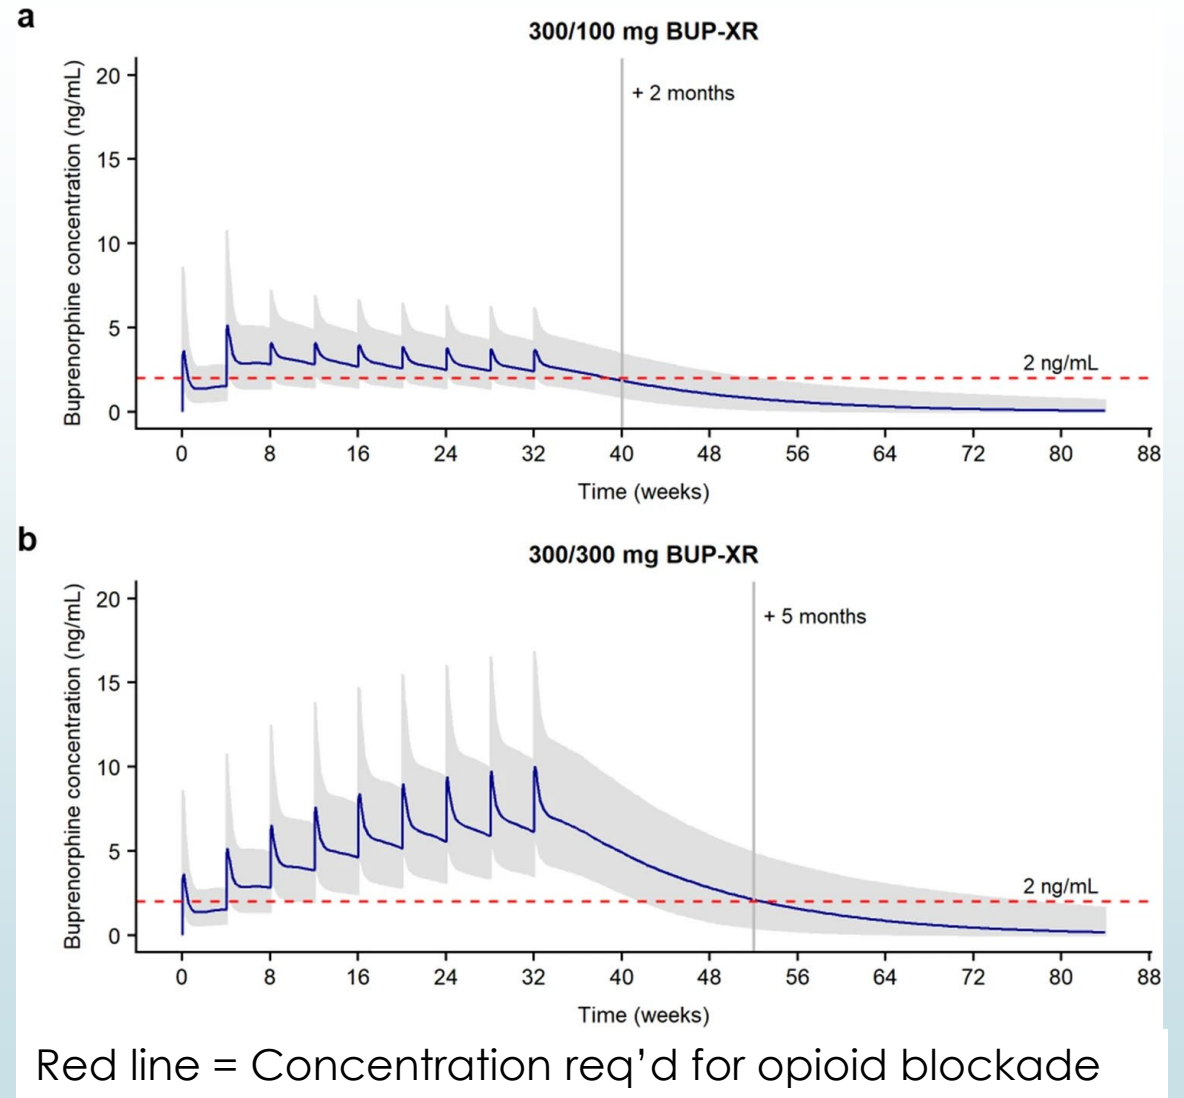 a
300/100 mg BUP-XR
Buprenorphine concentration (ng/mL)
20
15
10
5
0
+ 2 months
2 ng/mL
0 8 16 24 32 40 48 56 64 72 80 88
Time (weeks)
b
300/300 mg BUP-XR
Buprenorphine concentration (ng/mL)
20
15
10
5
0
+ 5 months
2 ng/mL
0 8 16 24 32 40 48 56 64 72 80 88
Time (weeks)
Red line = Concentration req’d for opioid blockade